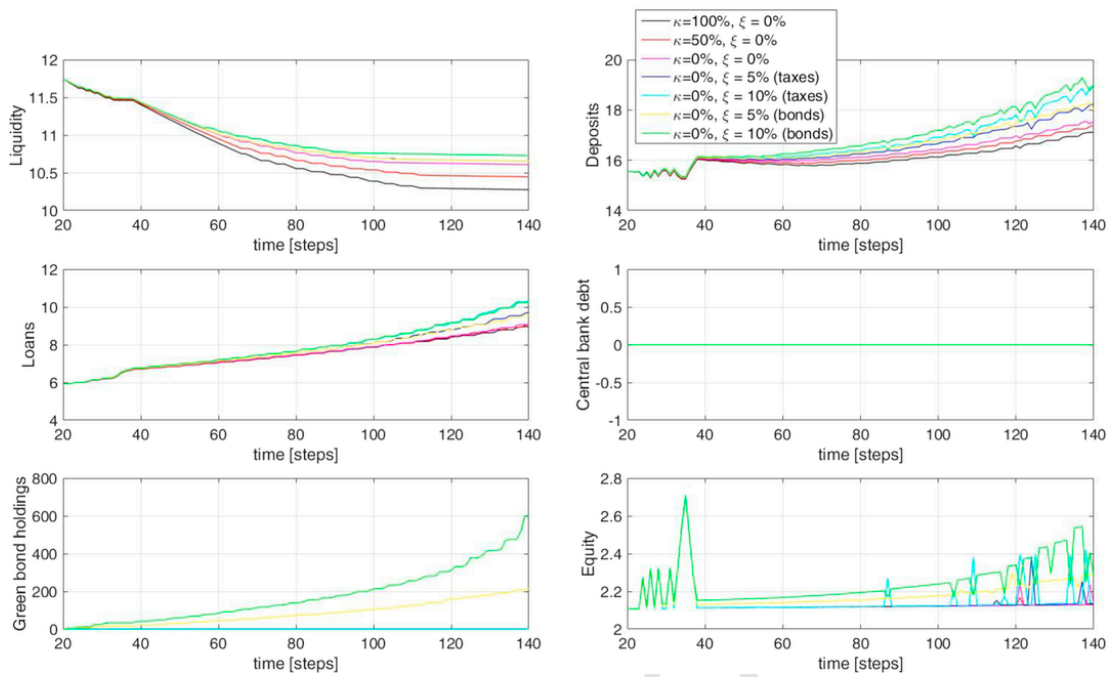 κ=100%, ξ = 0%
κ=50%, ξ = 0%
κ=0%, ξ = 0%
κ=0%, ξ = 5% (taxes)
κ=0%, ξ = 10% (taxes)
κ=0%, ξ = 5% (bonds)
κ=0%, ξ = 10% (bonds)
Liquidity
12
11.5
11
10.5
10
20 40 60 80 100 120 140
time [steps]
Deposits
20
18
16
14
20 40 60 80 100 120 140
time [steps]
Loans
12
10
8
6
4
20 40 60 80 100 120 140
time [steps]
Central bank debt
1
0.5
0
-0.5
-1
20 40 60 80 100 120 140
time [steps]
Green bond holdings
800
600
400
200
0
20 40 60 80 100 120 140
time [steps]
Equity
2.8
2.6
2.4
2.2
2
20 40 60 80 100 120 140
time [steps]